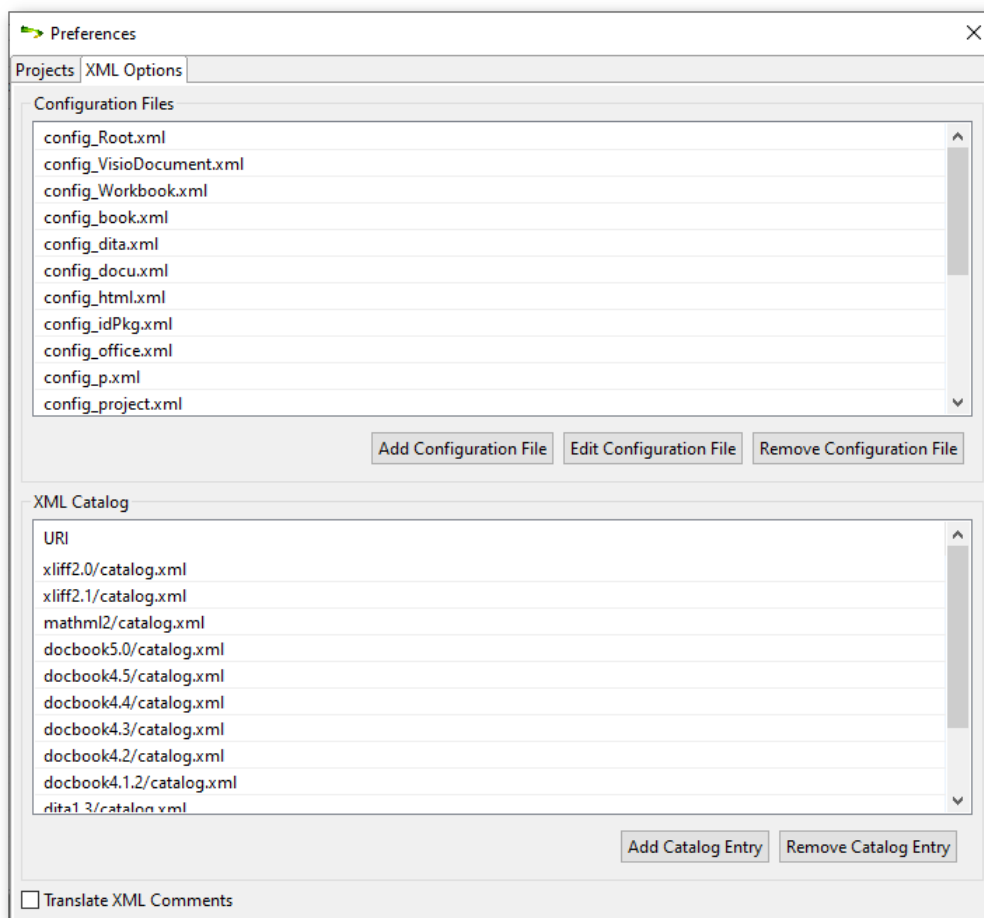 Preferences
Projects XML Options
Configuration Files
config_Root.xml
config_VisioDocument.xml
config_Workbook.xml
config_book.xml
config_dita.xml
config_docu.xml
config_html.xml
config_idPkg.xml
config_office.xml
config_p.xml
config_project.xml
Add Configuration File Edit Configuration File Remove Configuration File
XML Catalog
URI
xliff2.0/catalog.xml
xliff2.1/catalog.xml
mathml2/catalog.xml
docbook5.0/catalog.xml
docbook4.5/catalog.xml
docbook4.4/catalog.xml
docbook4.3/catalog.xml
docbook4.2/catalog.xml
docbook4.1.2/catalog.xml
dita1.3/catalog.xml
Add Catalog Entry Remove Catalog Entry
Translate XML Comments